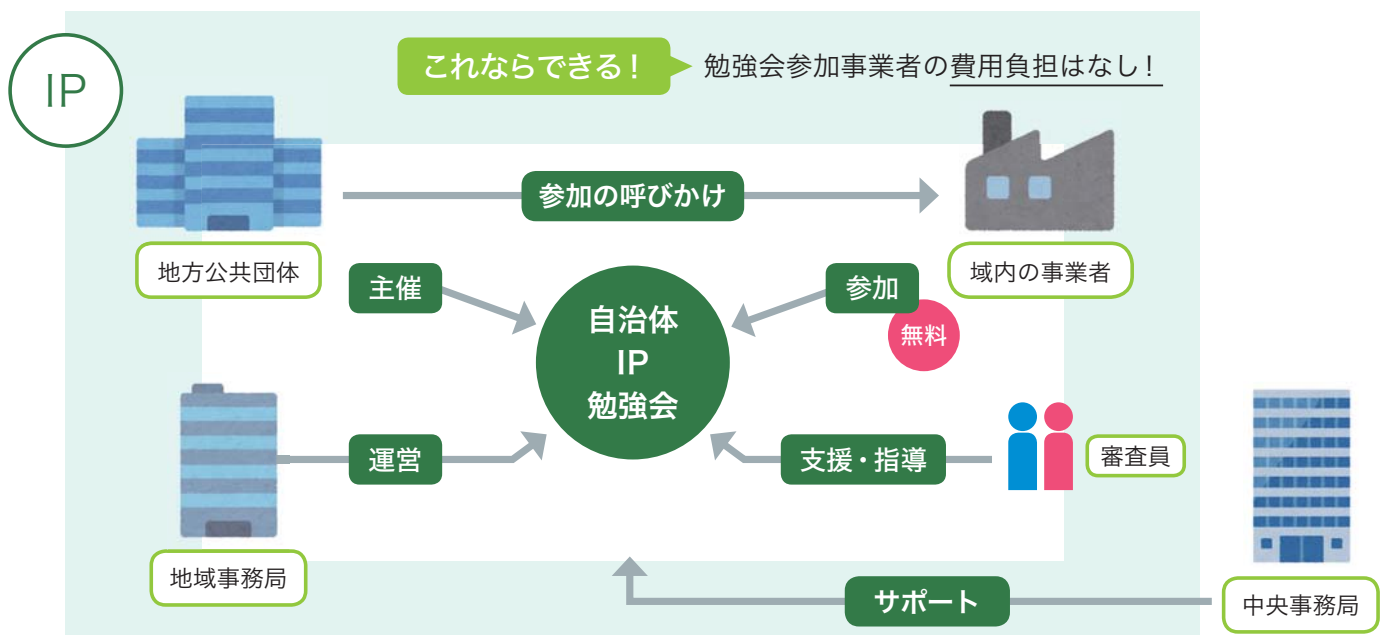 IP
これならできる！
勉強会参加事業者の費用負担はなし！
参加の呼びかけ
地方公共団体
域内の事業者
主催
参加
無料
自治体
IP
勉強会
運営
支援・指導
審査員
地域事務局
サポート
中央事務局